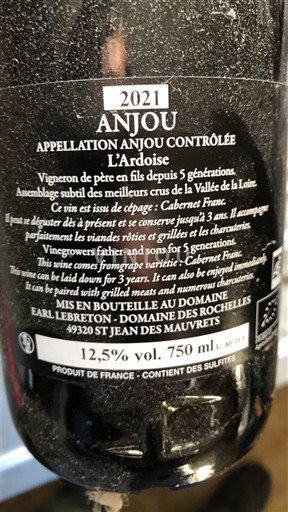 2021
ANJOU
APPELLATION ANJOU CONTRÔLÉE
L'Ardoise
Vigneron de père en fils depuis 5 générations.
Assemblage subtil des meilleurs crus de la Vallée de la Loire.
Ce vin est issu de cépage : Cabernet Franc.
Il peut se déguster dès à présent et se conserve jusqu'à 3 ans. Il accompagne
parfaitement les viandes rôties et grillées et les charcuteries.
Vinegrowers father and sons for 5 generations.
This wine comes fromgrape varietie : Cabernet Franc.
This wine can be laid down for 3 years. It can also be enjoyed immediately.
It can be paired with grilled meats and numerous charcuteries.
MIS EN BOUTEILLE AU DOMAINE
EARL LEBRETON - DOMAINE DES ROCHELLES
49320 ST JEAN DES MAUVRETS
12,5% vol. 750 ml
PRODUIT DE FRANCE - CONTIENT DES SULFITES